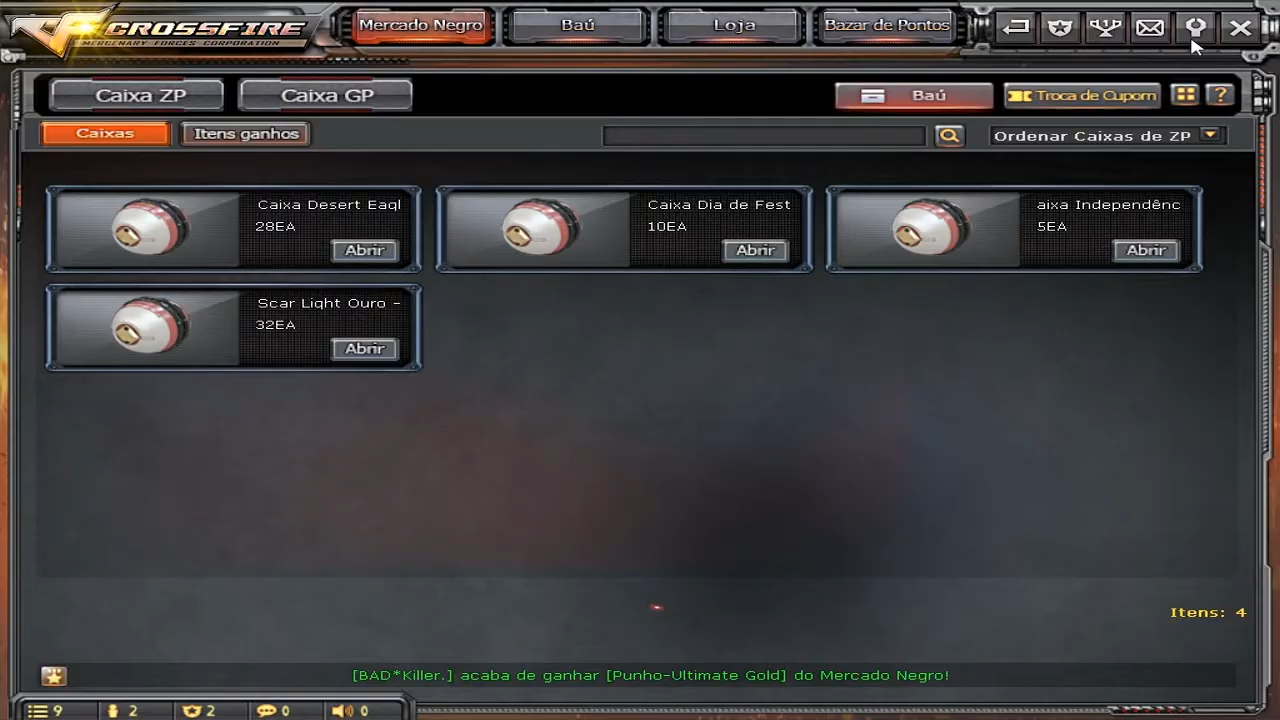 CROSSFIRE
MERCENARY FORCES CORPORATION
Mercado Negro
Baú
Loja
Bazar de Pontos
Caixa ZP
Caixa GP
Baú
Troca de Cupom
?
Caixas
Itens ganhos
Ordenar Caixas de ZP
Caixa Desert Eagl
28EA
Abrir
Caixa Dia de Fest
10EA
Abrir
aixa Independênc
5EA
Abrir
Scar Light Ouro -
32EA
Abrir
Itens: 4
[BAD*Killer.] acaba de ganhar [Punho-Ultimate Gold] do Mercado Negro!
9
2
2
0
0